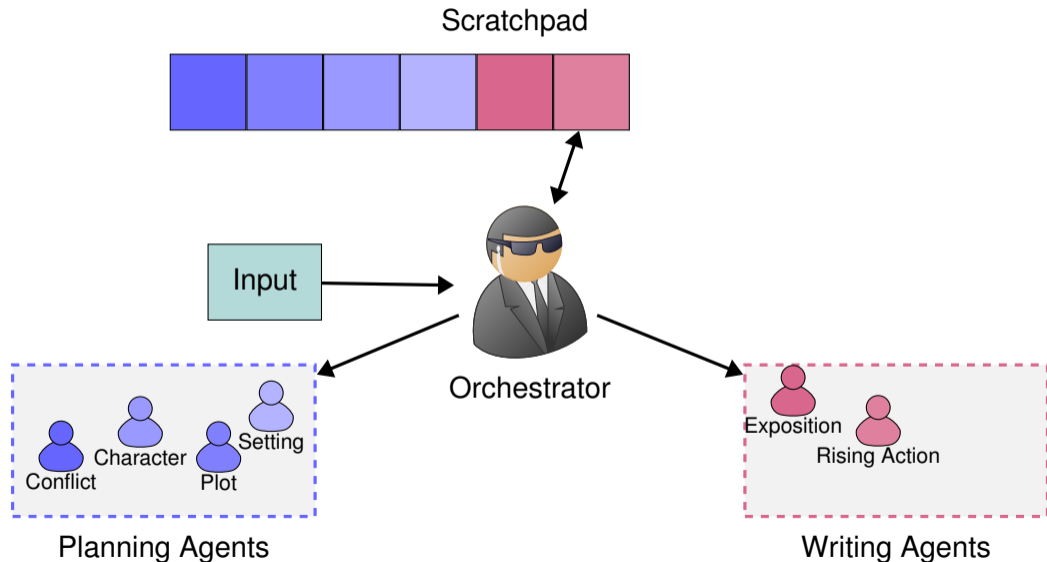 Scratchpad
Input
Orchestrator
Setting
Character
Conflict
Plot
Exposition
Rising Action
Planning Agents
Writing Agents